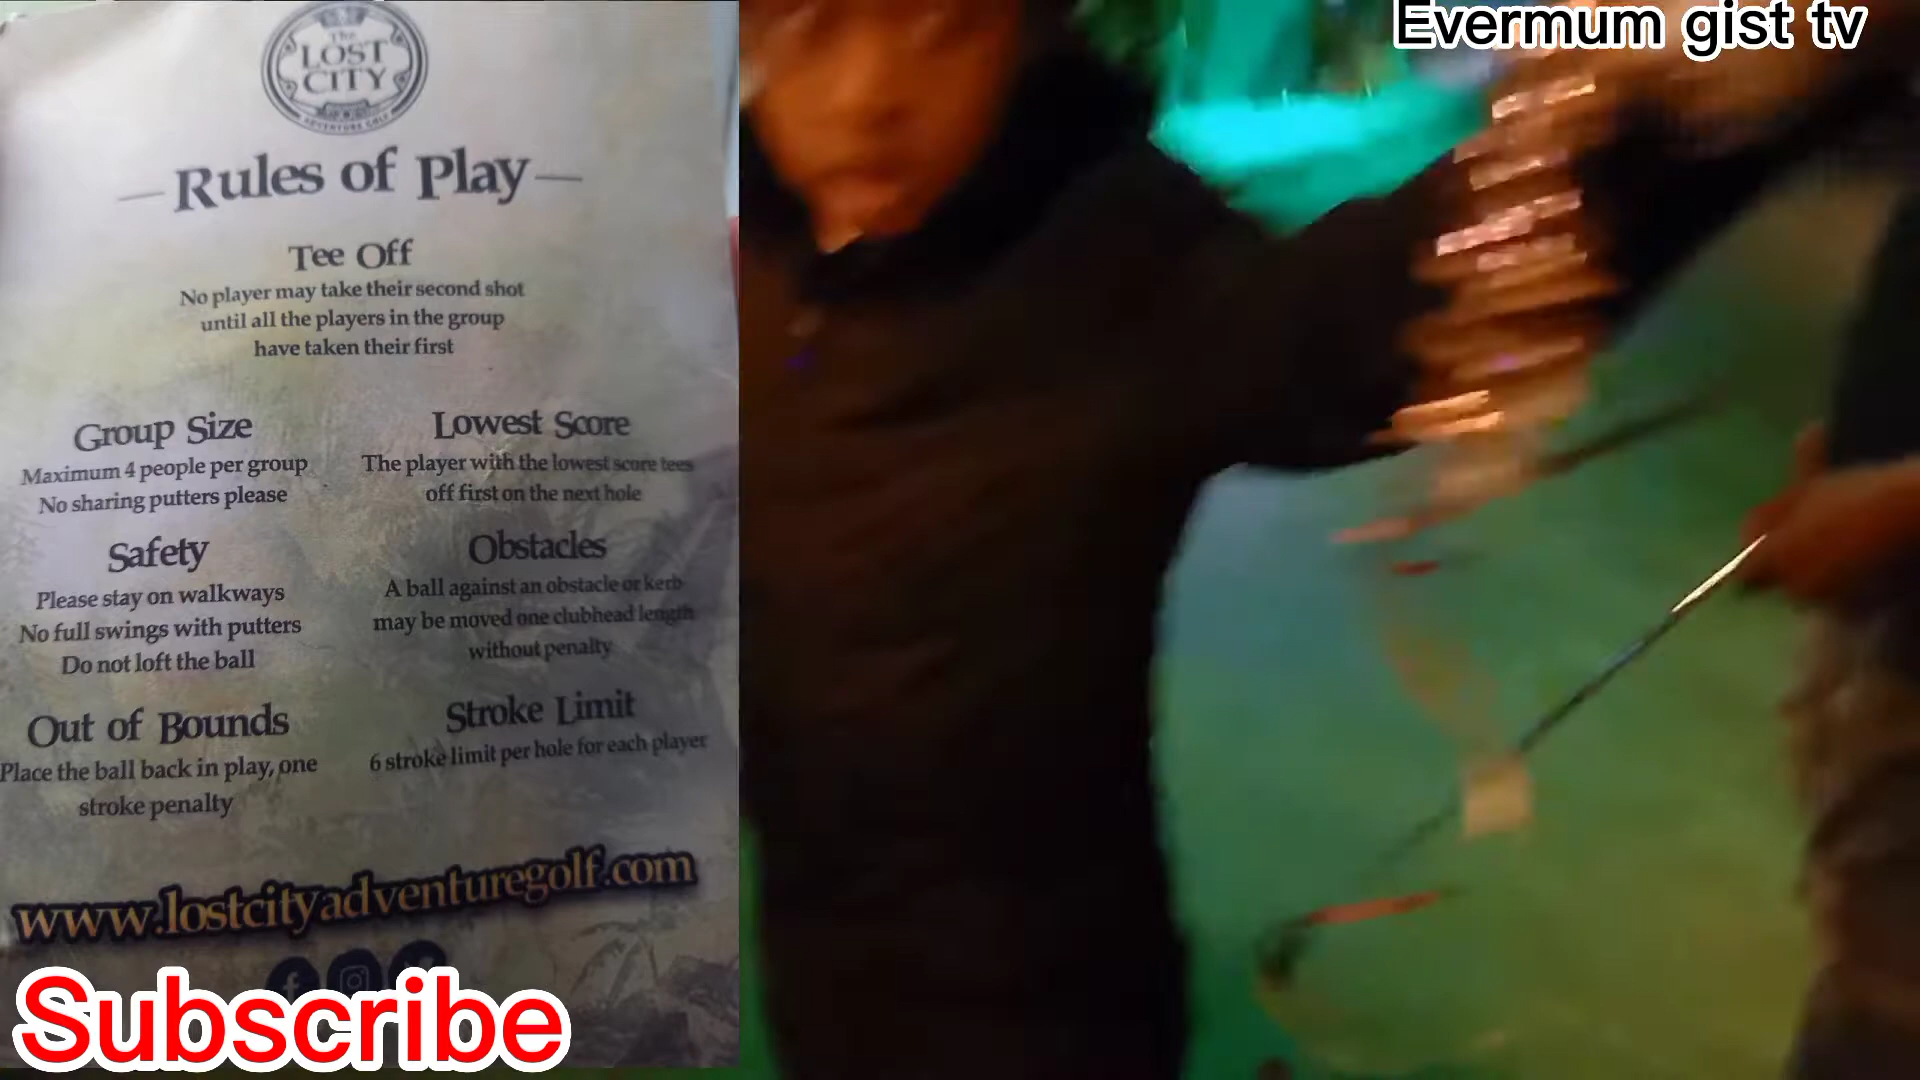 Evermum gist tv
The
LOST
CITY
ADVENTURE GOLF
Rules of Play
Tee Off
No player may take their second shot
until all the players in the group
have taken their first
Group Size
Maximum 4 people per group
No sharing putters please
Lowest Score
The player with the lowest score tees
off first on the next hole
Safety
Please stay on walkways
No full swings with putters
Do not loft the ball
Obstacles
A ball against an obstacle or kerb
may be moved one clubhead length
without penalty
Out of Bounds
Place the ball back in play, one
stroke penalty
Stroke Limit
6 stroke limit per hole for each player
www.lostcityadventuregolf.com
Subscribe